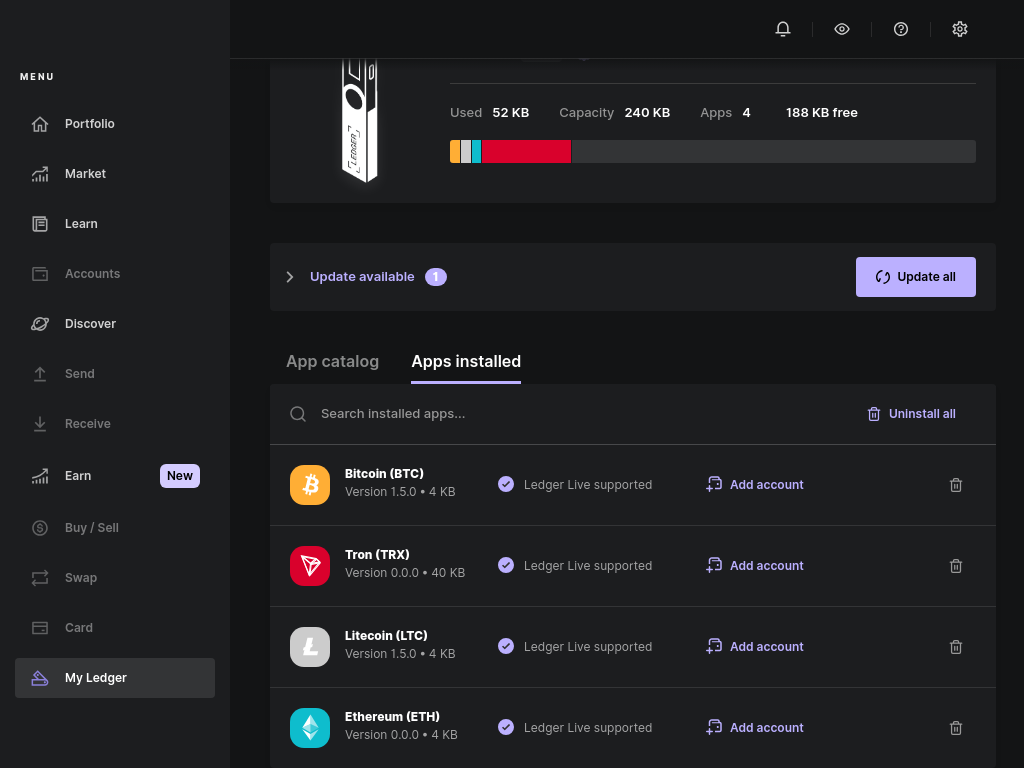 MENU
Portfolio
Market
Learn
Accounts
Discover
Send
Receive
Earn New
Buy / Sell
Swap
Card
My Ledger
LEDGER
Used 52 KB Capacity 240 KB Apps 4 188 KB free
Update available 1
Update all
App catalog Apps installed
Search installed apps...
Uninstall all
Bitcoin (BTC)
Version 1.5.0 • 4 KB
Ledger Live supported
Add account
Tron (TRX)
Version 0.0.0 • 40 KB
Ledger Live supported
Add account
Litecoin (LTC)
Version 1.5.0 • 4 KB
Ledger Live supported
Add account
Ethereum (ETH)
Version 0.0.0 • 4 KB
Ledger Live supported
Add account